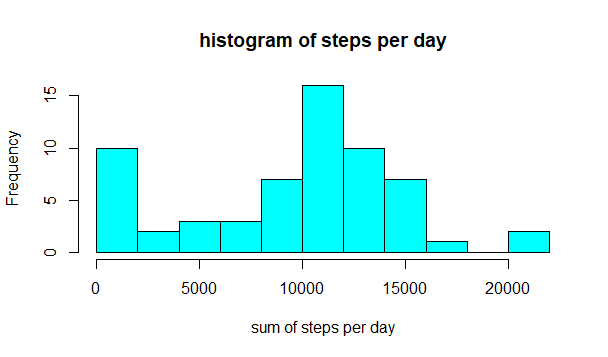 histogram of steps per day
Frequency
15
10
5
0
0 5000 10000 15000 20000
sum of steps per day